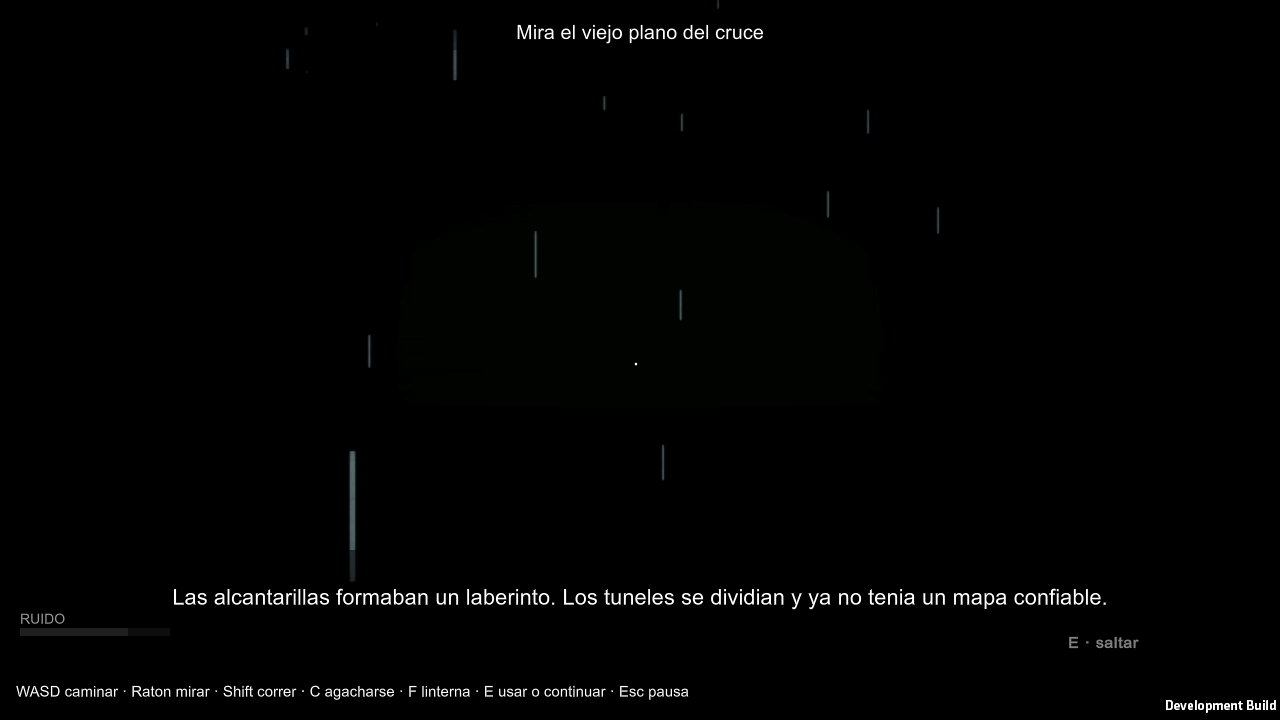 Mira el viejo plano del cruce
Las alcantarillas formaban un laberinto. Los tuneles se dividian y ya no tenia un mapa confiable.
RUIDO
E · saltar
WASD caminar · Raton mirar · Shift correr · C agacharse · F linterna · E usar o continuar · Esc pausa
Development Build